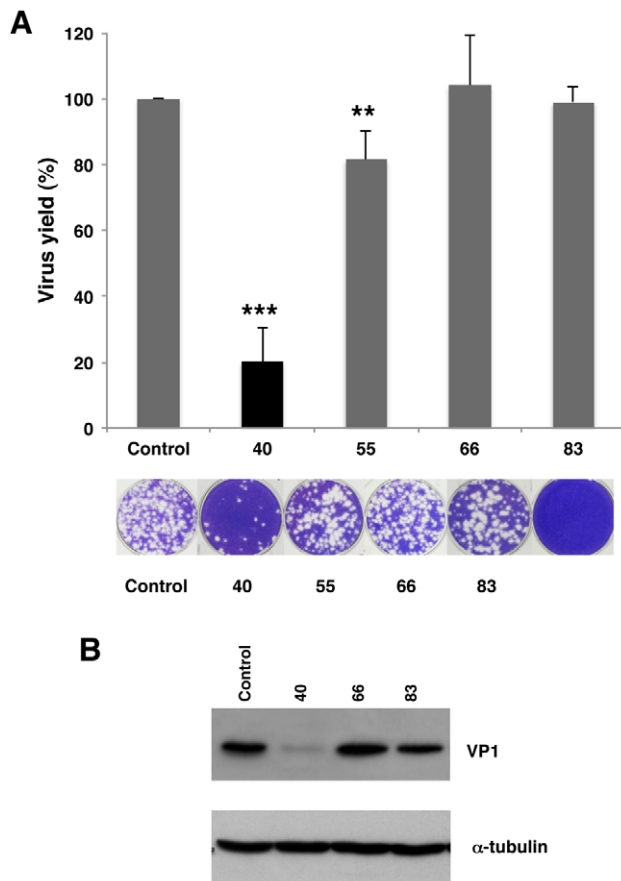 A
120
100
80
60
40
20
0
Virus yield (%)
***
**
Control 40 55 66 83
Control 40 55 66 83
B
Control 40 66 83
VP1
α-tubulin